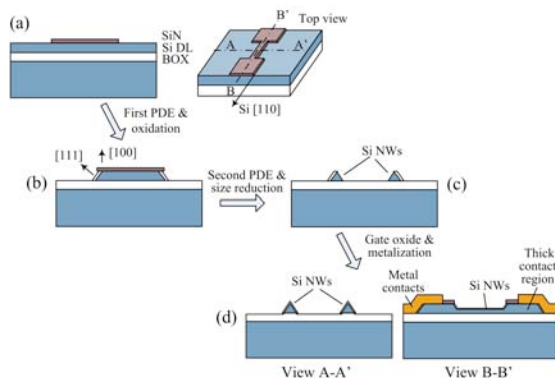 (a)
SiN
Si DL
BOX
B'
Top view
A
A'
B
Si [110]
First PDE &
oxidation
[111]
[100]
(b)
Second PDE &
size reduction
Si NWs
(c)
Gate oxide &
metalization
Si NWs
Metal
contacts
Si NWs
Thick
contact
region
(d)
View A-A'
View B-B'